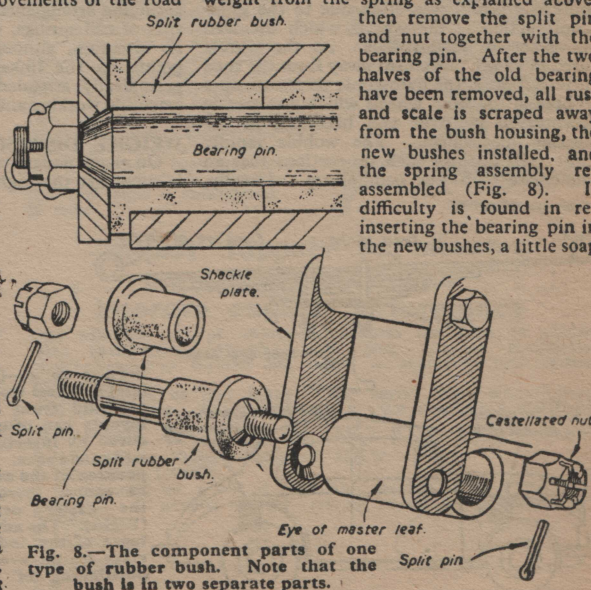 ovements of the road weight from the spring as explained above
then remove the split pin
and nut together with the
bearing pin. After the two
halves of the old bearing
have been removed, all rus
and scale is scraped away
from the bush housing, the
new bushes installed, and
the spring assembly re
assembled (Fig. 8). I
difficulty is found in re
inserting the bearing pin in
the new bushes, a little soap
Split rubber bush.
Bearing pin.
Shackle
plate.
Split pin
Split rubber
bush.
Bearing pin.
Castellated nut
Eye of master leaf.
Split pin
Fig. 8.—The component parts of one
type of rubber bush. Note that the
bush is in two separate parts.